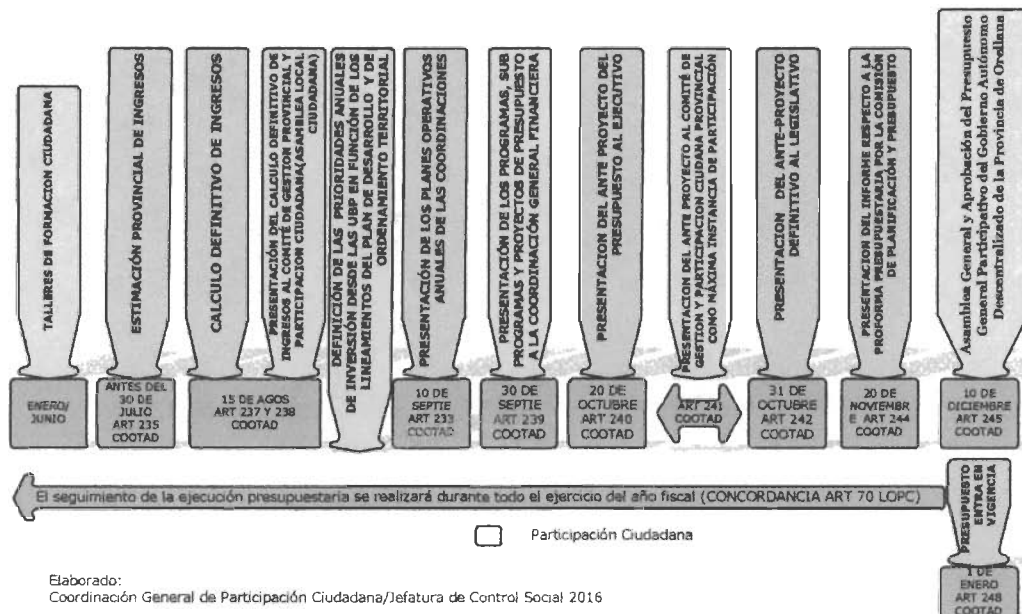 TALLERES DE FORMACION CIUDADANA
ENERO/
JUNIO
ESTIMACIÓN PROVINCIAL DE INGRESOS
ANTES DEL
30 DE
JULIO
ART 235
COOTAD
CALCULO DEFINITIVO DE INGRESOS
PRESENTACIÓN DEL CALCULO DEFINITIVO DE
INGRESOS AL COMITÉ DE GESTION PROVINCIAL Y
PARTICIPACION CIUDADANA(ASAMBLEA LOCAL
CIUDADANA)
15 DE AGOS
ART 237 Y 238
COOTAD
DEFINICIÓN DE LAS PRIORIDADES ANUALES
DE INVERSIÓN DESDE LAS UBP EN FUNCIÓN DE LOS
LINEAMIENTOS DEL PLAN DE DESARROLLO Y DE
ORDENAMIENTO TERRITORIAL
PRESENTACIÓN DE LOS PLANES OPERATIVOS
ANUALES DE LAS COORDINACIONES
10 DE
SEPTIE
ART 233
COOTAD
PRESENTACIÓN DE LOS PROGRAMAS, SUB
PROGRAMAS Y PROYECTOS DE PRESUPUESTO
A LA COORDINACIÓN GENERAL FINANCIERA
30 DE
SEPTIE
ART 239
COOTAD
PRESENTACION DEL ANTE PROYECTO DEL
PRESUPUESTO AL EJECUTIVO
20 DE
OCTUBRE
ART 240
COOTAD
PRESENTACION DEL ANTE PROYECTO AL COMITÉ DE
GESTION Y PARTICIPACION CIUDANA PROVINCIAL
COMO MÁXIMA INSTANCIA DE PARTICIPACIÓN
ART 241
COOTAD
PRESENTACION DEL ANTE-PROYECTO
DEFINITIVO AL LEGISLATIVO
31 DE
OCTUBRE
ART 242
COOTAD
PRESENTACION DEL INFORME RESPECTO A LA
PROFORMA PRESUPUESTARIA POR LA COMISIÓN
DE PLANIFICACIÓN Y PRESUPUESTO
20 DE
NOVIEMBR
E ART 244
COOTAD
Asamblea General y Aprobación del Presupuesto
General Participativo del Gobierno Autónomo
Descentralizado de la Provincia de Orellana
10 DE
DICIEMBRE
ART 245
COOTAD
El seguimiento de la ejecución presupuestaria se realizará durante todo el ejercicio del año fiscal (CONCORDANCIA ART 70 LOPC)
PRESUPUESTO
ENTRA EN
VIGENCIA
1 DE
ENERO
ART 248
COOTAD
Participación Ciudadana
Elaborado:
Coordinación General de Participación Ciudadana/Jefatura de Control Social 2016